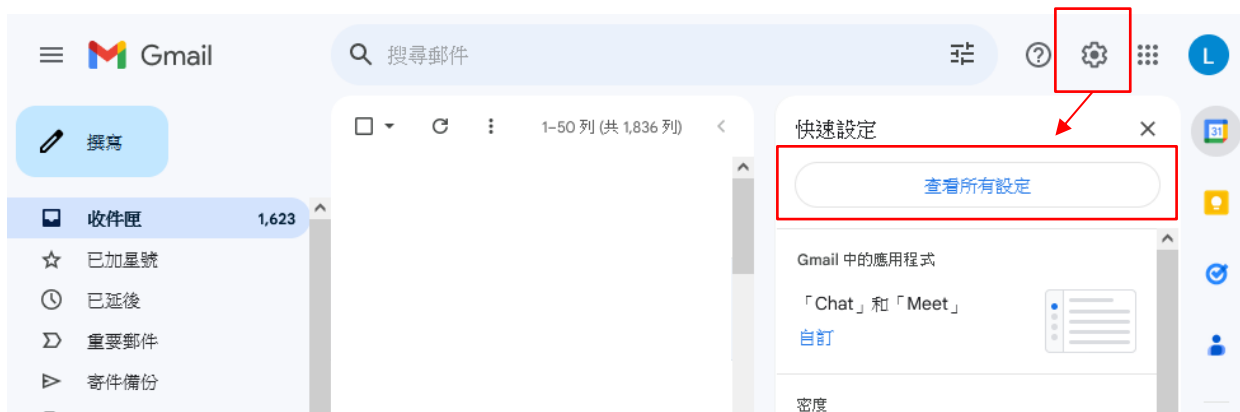 Gmail
搜尋郵件
L
撰寫
1–50 列 (共 1,836 列)
快速設定
31
查看所有設定
收件匣 1,623
已加星號
Gmail 中的應用程式
已延後
「Chat」和「Meet」
重要郵件
自訂
寄件備份
密度